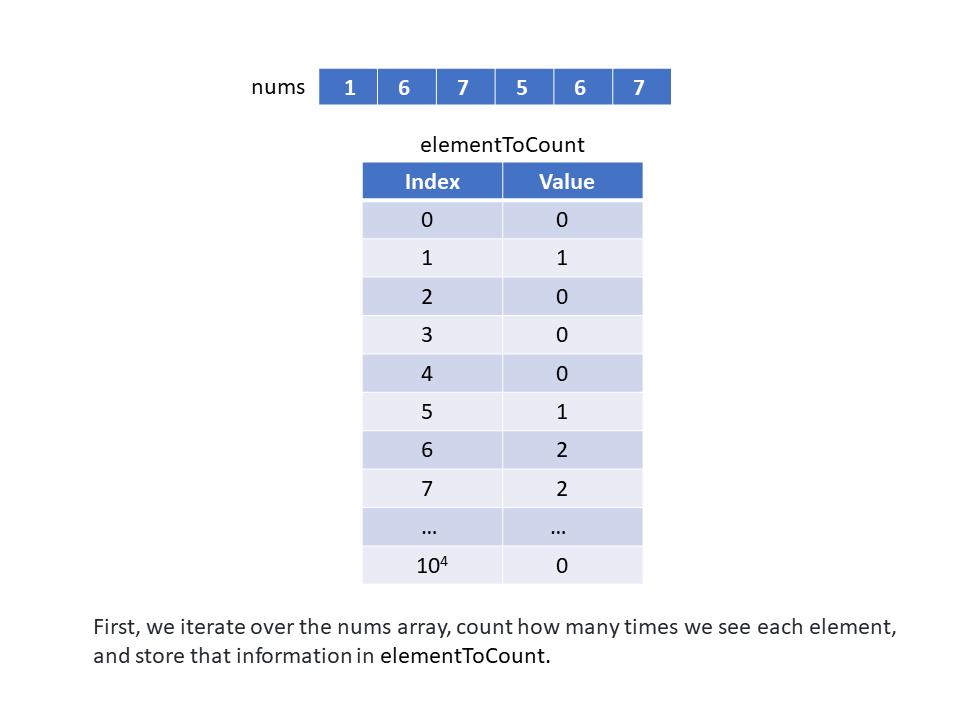 nums 1 6 7 5 6 7
elementToCount
Index Value
0 0
1 1
2 0
3 0
4 0
5 1
6 2
7 2
... ...
10⁴ 0
First, we iterate over the nums array, count how many times we see each element,
and store that information in elementToCount.